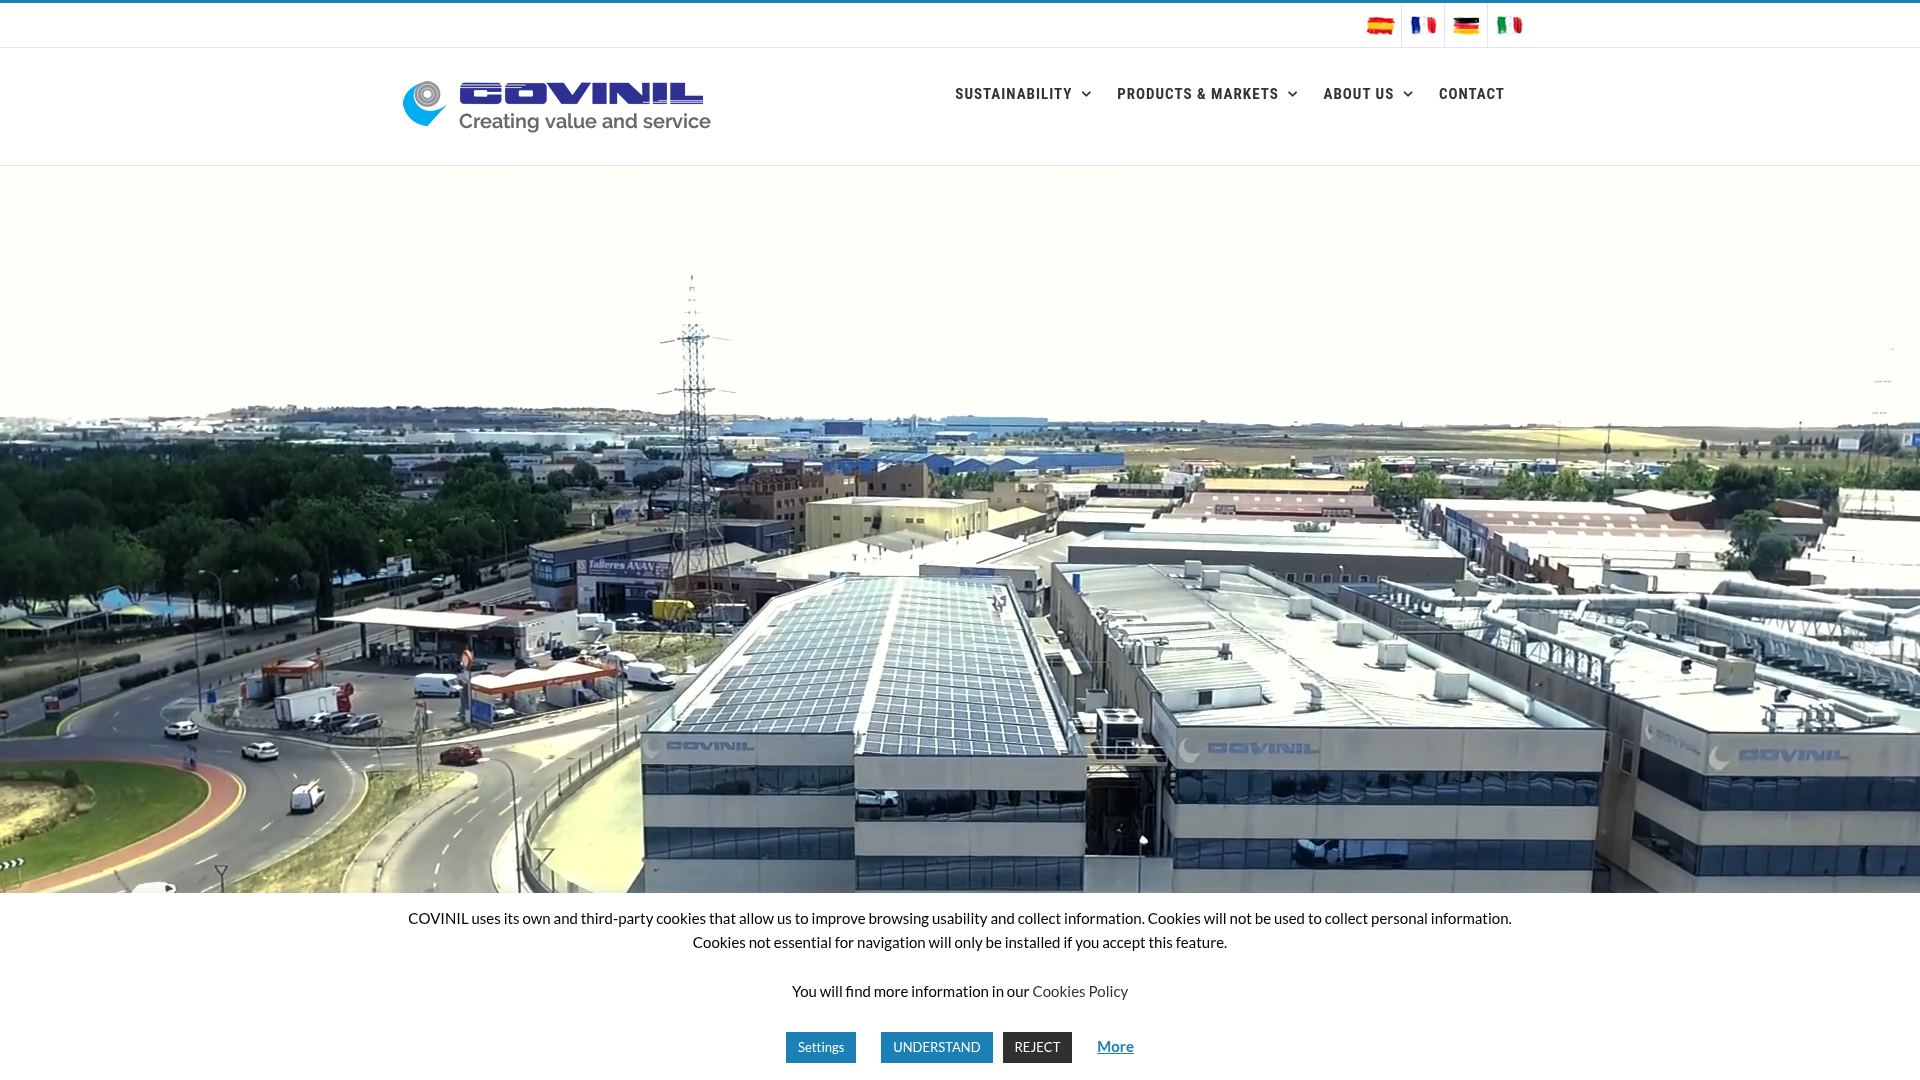 COVINIL
Creating value and service
SUSTAINABILITY
PRODUCTS & MARKETS
ABOUT US
CONTACT
Talleres ANAN
COVINIL
COVINIL
COVINIL
COVINIL
COVINIL uses its own and third-party cookies that allow us to improve browsing usability and collect information. Cookies will not be used to collect personal information.
Cookies not essential for navigation will only be installed if you accept this feature.
You will find more information in our Cookies Policy
Settings
UNDERSTAND
REJECT
More